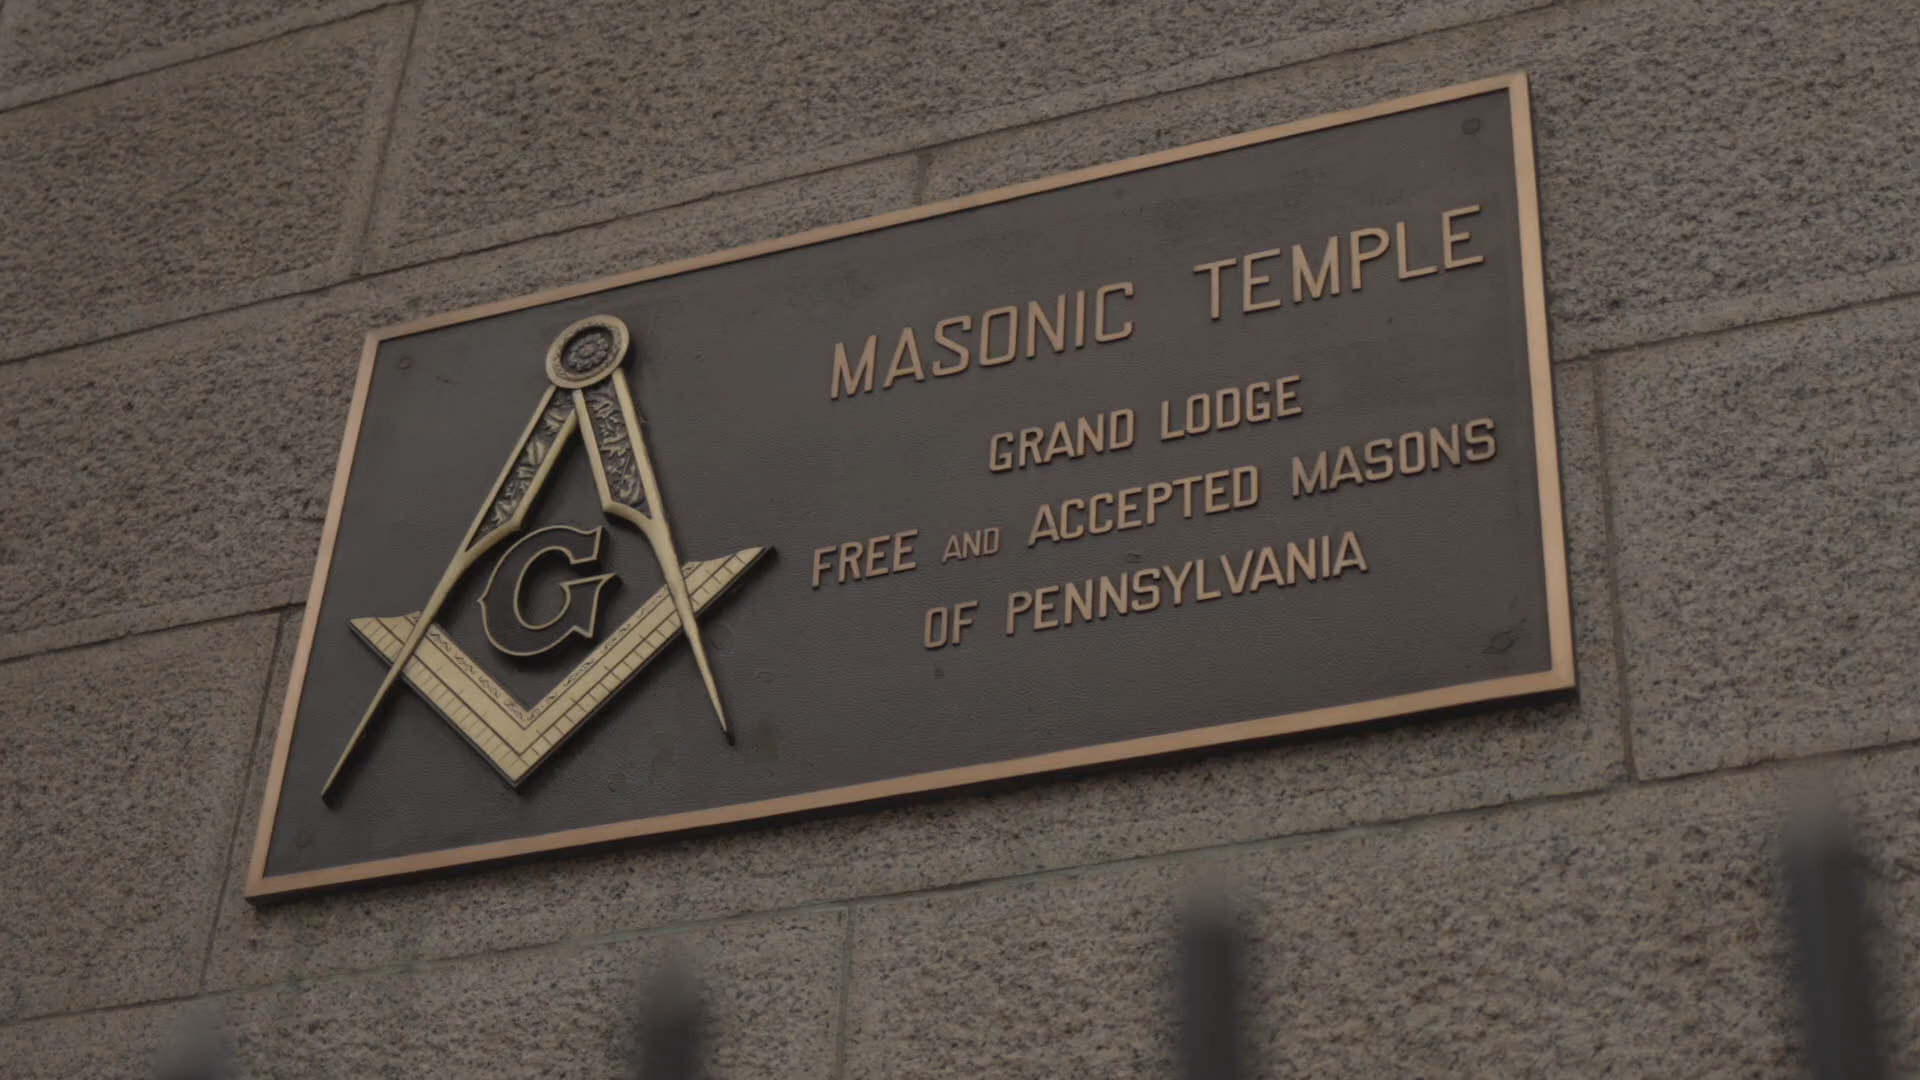 G
MASONIC TEMPLE
GRAND LODGE
FREE AND ACCEPTED MASONS
OF PENNSYLVANIA